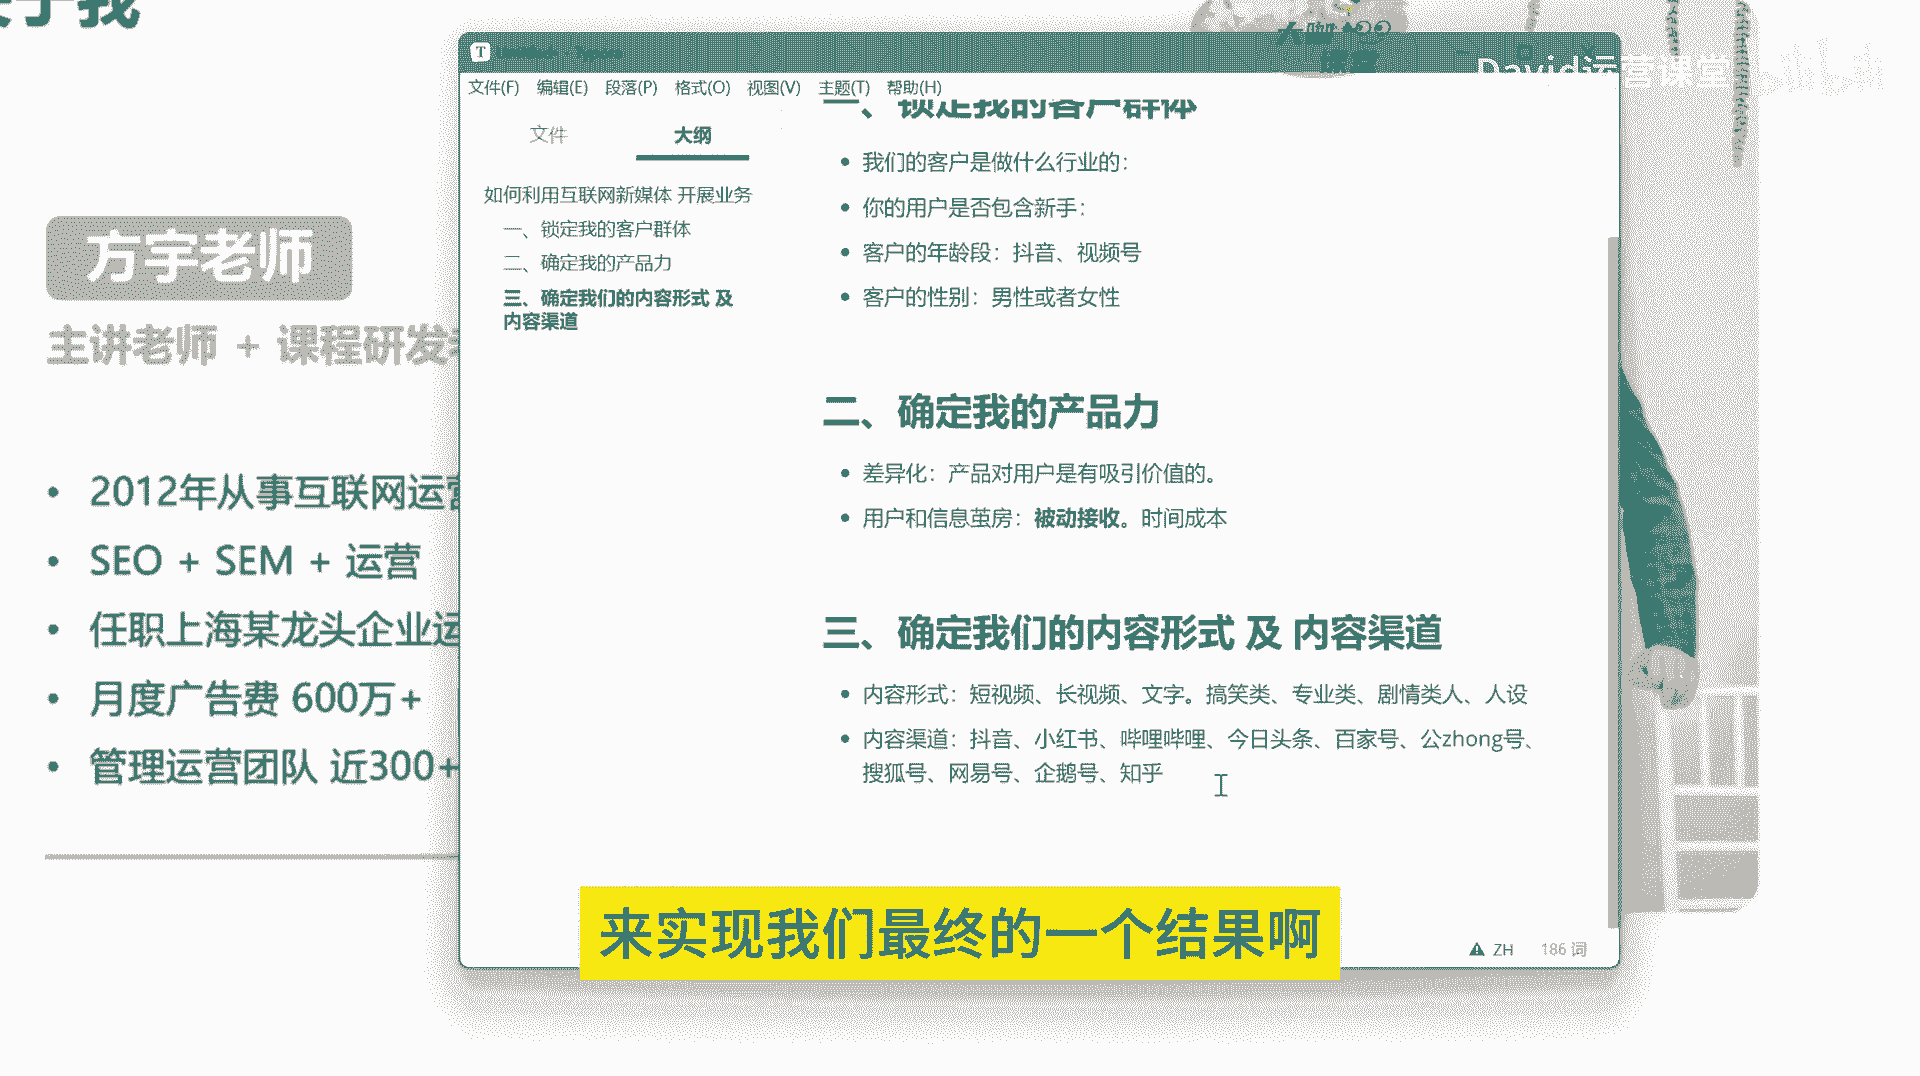 关于我
方宇老师
主讲老师 + 课程研发老
2012年从事互联网运营
SEO + SEM + 运营
任职上海某龙头企业运
月度广告费 600万+
管理运营团队 近300+
David运营课堂
文件(F) 编辑(E) 段落(P) 格式(O) 视图(V) 主题(T) 帮助(H)
文件 大纲
如何利用互联网新媒体 开展业务
一、锁定我的客户群体
二、确定我的产品力
三、确定我们的内容形式 及
内容渠道
一、锁定我的客户群体
我们的客户是做什么行业的：
你的用户是否包含新手：
客户的年龄段：抖音、视频号
客户的性别：男性或者女性
二、确定我的产品力
差异化：产品对用户是有吸引价值的。
用户和信息茧房：被动接收。时间成本
三、确定我们的内容形式 及 内容渠道
内容形式：短视频、长视频、文字。搞笑类、专业类、剧情类人、人设
内容渠道：抖音、小红书、哔哩哔哩、今日头条、百家号、公zhong号、
搜狐号、网易号、企鹅号、知乎
ZH 186 词
来实现我们最终的一个结果啊